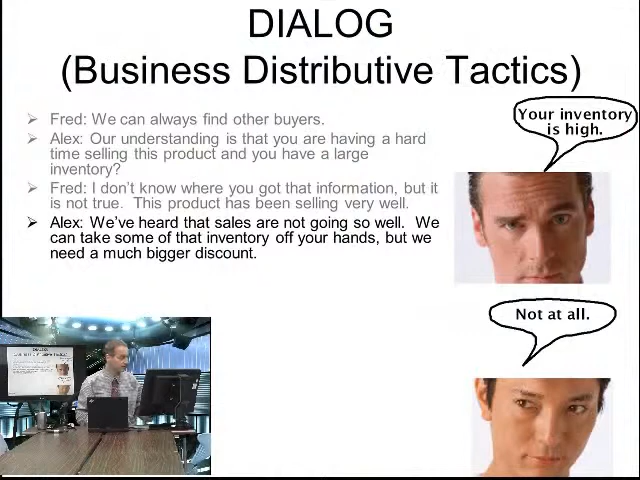 DIALOG
(Business Distributive Tactics)
➢ Fred: We can always find other buyers.
➢ Alex: Our understanding is that you are having a hard
time selling this product and you have a large
inventory?
➢ Fred: I don't know where you got that information, but it
is not true. This product has been selling very well.
➢ Alex: We've heard that sales are not going so well. We
can take some of that inventory off your hands, but we
need a much bigger discount.
Your inventory
is high.
Not at all.
DIALOG